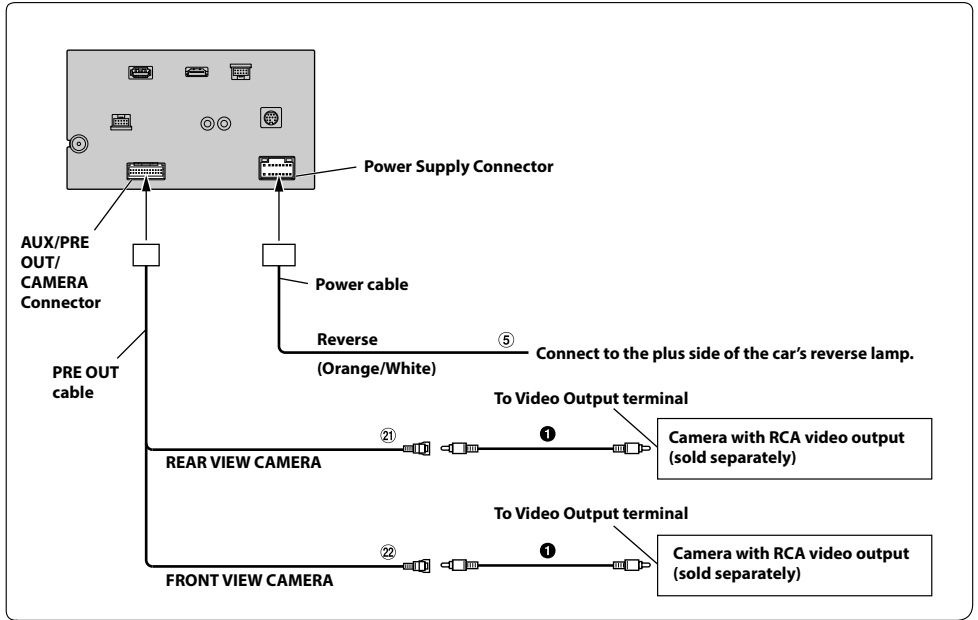 Power Supply Connector
AUX/PRE
OUT/
CAMERA
Connector
Power cable
Reverse
⑤
(Orange/White)
Connect to the plus side of the car's reverse lamp.
PRE OUT
cable
To Video Output terminal
㉑
❶
REAR VIEW CAMERA
Camera with RCA video output
(sold separately)
To Video Output terminal
㉒
❶
FRONT VIEW CAMERA
Camera with RCA video output
(sold separately)